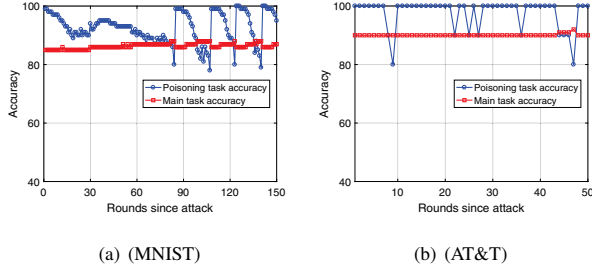 100
80
60
40
Accuracy
0
30
60
90
120
150
Rounds since attack
Poisoning task accuracy
Main task accuracy
(a) (MNIST)
100
80
60
40
Accuracy
10
20
30
40
50
Rounds since attack
Poisoning task accuracy
Main task accuracy
(b) (AT&T)